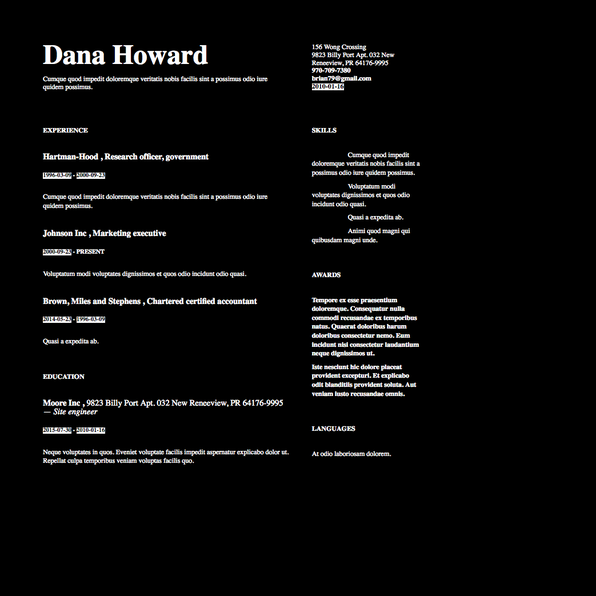 Dana Howard
Cumque quod impedit doloremque veritatis nobis facilis sint a possimus odio iure
quidem possimus.
156 Wong Crossing
9823 Billy Port Apt. 032 New
Reneeview, PR 64176-9995
970-709-7380
brian79@gmail.com
2010-01-16
EXPERIENCE
Hartman-Hood , Research officer, government
1996-03-09 - 2000-09-22
Cumque quod impedit doloremque veritatis nobis facilis sint a possimus odio iure
quidem possimus.
Johnson Inc , Marketing executive
2000-09-22 - PRESENT
Voluptatum modi voluptates dignissimos et quos odio incidunt odio quasi.
Brown, Miles and Stephens , Chartered certified accountant
2014-05-22 - 1996-03-09
Quasi a expedita ab.
EDUCATION
Moore Inc , 9823 Billy Port Apt. 032 New Reneeview, PR 64176-9995
— Site engineer
2015-07-30 - 2010-01-16
Neque voluptates in quos. Eveniet voluptate facilis impedit aspernatur explicabo dolor ut.
Repellat culpa temporibus veniam voluptas facilis quo.
SKILLS
Cumque quod impedit
doloremque veritatis nobis facilis sint a
possimus odio iure quidem possimus.
Voluptatum modi
voluptates dignissimos et quos odio
incidunt odio quasi.
Quasi a expedita ab.
Animi quod magni qui
quibusdam magni unde.
AWARDS
Tempore ex esse praesentium
doloremque. Consequatur nulla
commodi recusandae ex temporibus
natus. Quaerat doloribus harum
doloribus consectetur nemo. Eum
incidunt nisi consectetur laudantium
neque dignissimos ut.
Iste nesciunt hic dolore placeat
provident excepturi. Et explicabo
odit blanditiis provident soluta. Aut
veniam iusto recusandae omnis.
LANGUAGES
At odio laboriosam dolorem.